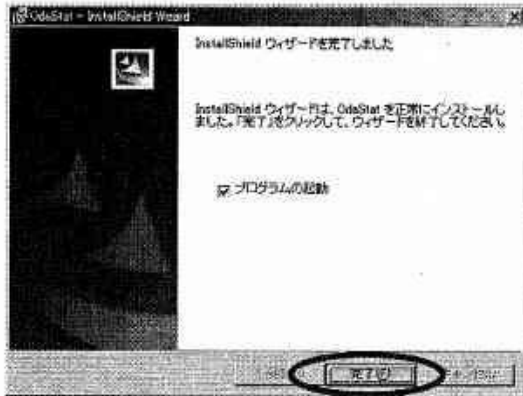 OdaStat - InstallShield Wizard
InstallShield ウィザードを完了しました
InstallShield ウィザードは、OdaStat を正常にインストールし
ました。「完了」をクリックして、ウィザードを終了してください。
プログラムの起動
完了(F)